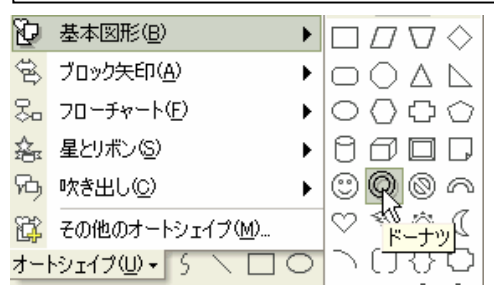 基本図形(B)
ブロック矢印(A)
フローチャート(F)
星とリボン(S)
吹き出し(C)
その他のオートシェイプ(M)...
ドーナツ
オートシェイプ(U)